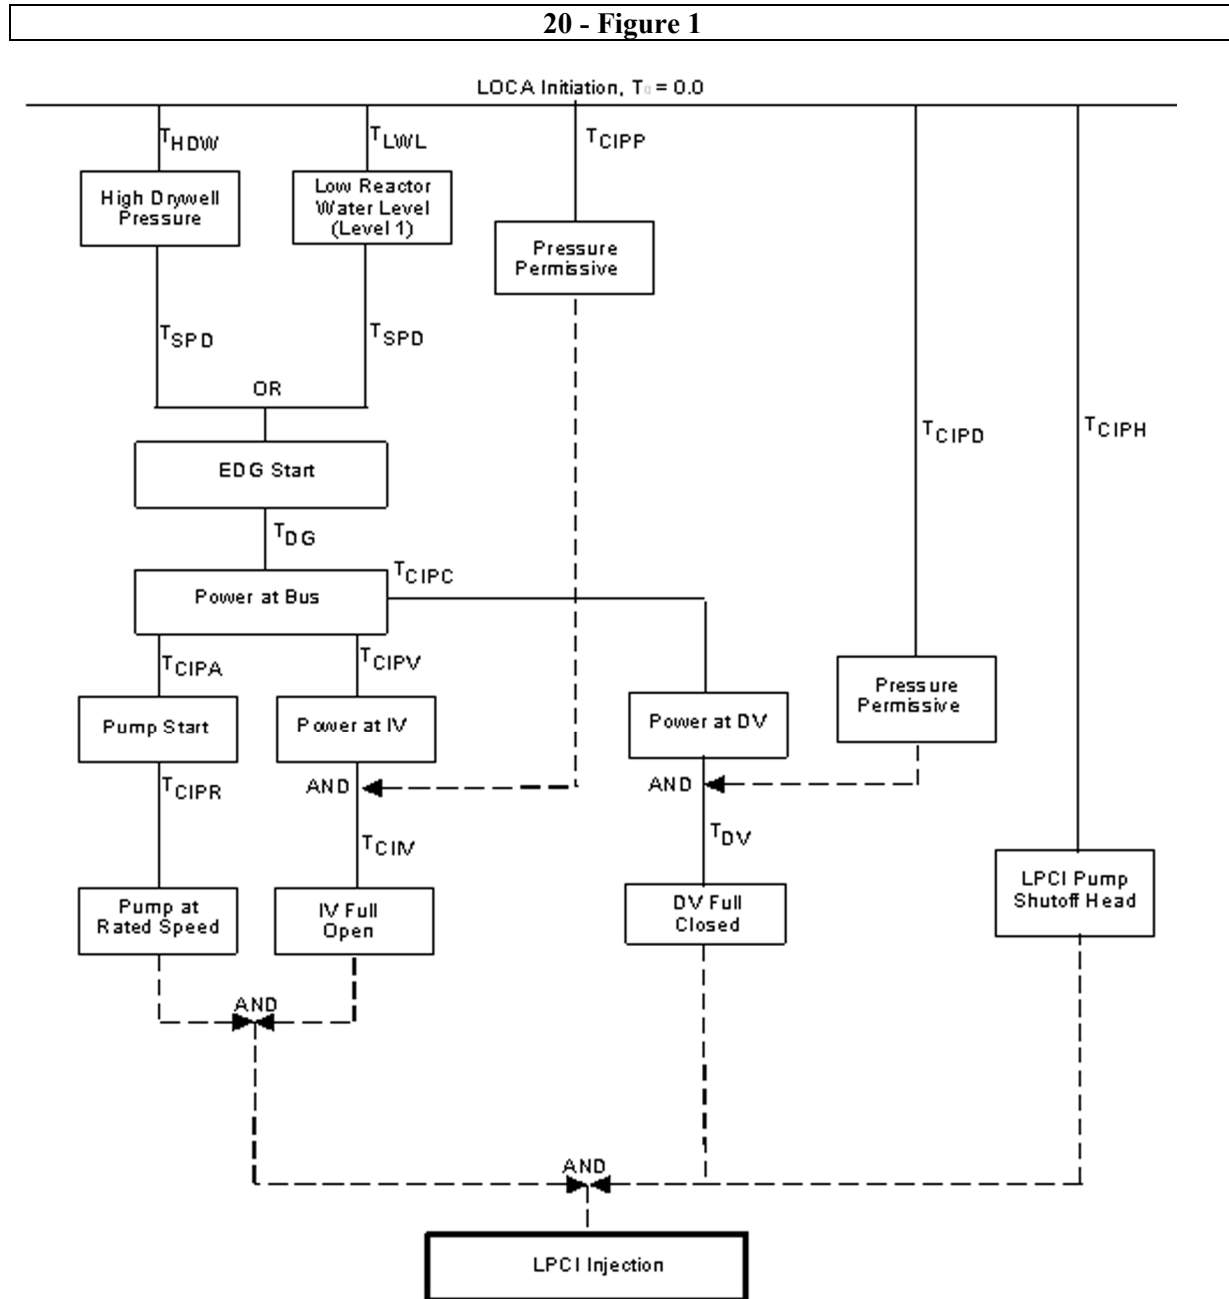 20 - Figure 1
LOCA Initiation, T0 = 0.0
THDW
TLWL
TCIPP
High Drywell
Pressure
Low Reactor
Water Level
(Level 1)
Pressure
Permissive
TSPD
TSPD
OR
TCIPD
TCIPH
EDG Start
TDG
TCIPC
Power at Bus
TCIPA
TCIPV
Pressure
Permissive
Pump Start
Power at IV
Power at DV
TCIPR
AND
AND
TCIIV
TDV
Pump at
Rated Speed
IV Full
Open
DV Full
Closed
LPCI Pump
Shutoff Head
AND
AND
LPCI Injection